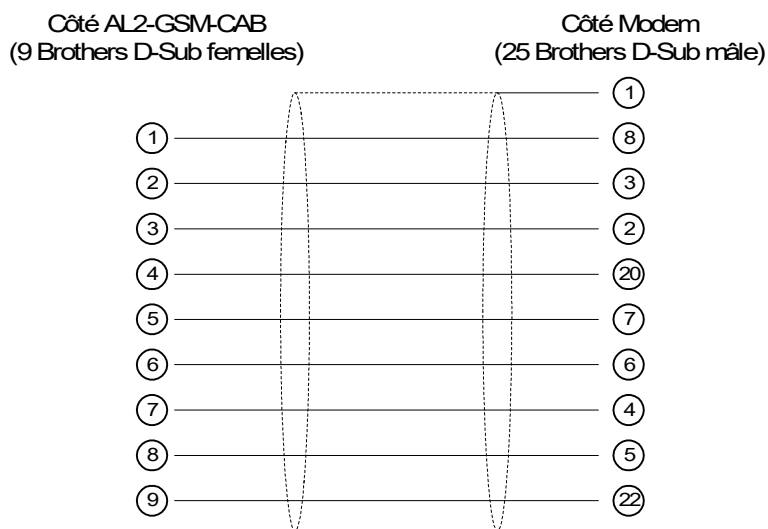 Côté AL2-GSM-CAB
(9 Brothers D-Sub femelles)
Côté Modem
(25 Brothers D-Sub mâle)
1
1 8
2 3
3 2
4 20
5 7
6 6
7 4
8 5
9 22